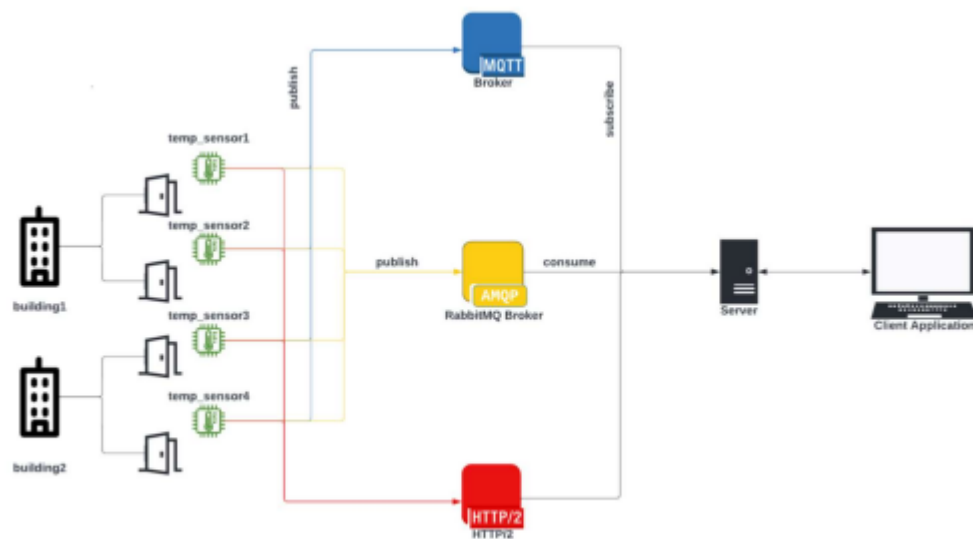 MQTT
Broker
publish
subscribe
temp_sensor1
temp_sensor2
building1
publish
AMQP
RabbitMQ Broker
consume
Server
Client Application
temp_sensor3
temp_sensor4
building2
HTTP/2
HTTP/2